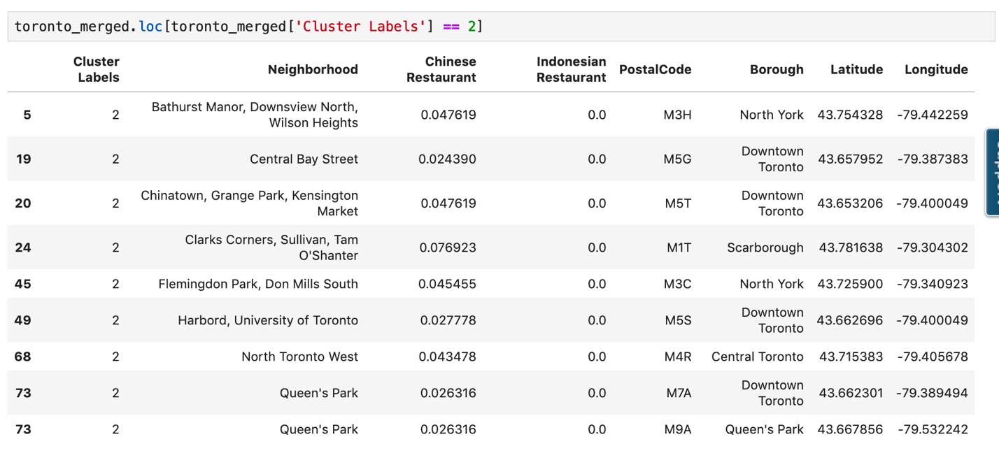 toronto_merged.loc[toronto_merged['Cluster Labels'] == 2]
Cluster Labels Neighborhood Chinese Restaurant Indonesian Restaurant PostalCode Borough Latitude Longitude
5 2 Bathurst Manor, Downsview North, Wilson Heights 0.047619 0.0 M3H North York 43.754328 -79.442259
19 2 Central Bay Street 0.024390 0.0 M5G Downtown Toronto 43.657952 -79.387383
20 2 Chinatown, Grange Park, Kensington Market 0.047619 0.0 M5T Downtown Toronto 43.653206 -79.400049
24 2 Clarks Corners, Sullivan, Tam O'Shanter 0.076923 0.0 M1T Scarborough 43.781638 -79.304302
45 2 Flemingdon Park, Don Mills South 0.045455 0.0 M3C North York 43.725900 -79.340923
49 2 Harbord, University of Toronto 0.027778 0.0 M5S Downtown Toronto 43.662696 -79.400049
68 2 North Toronto West 0.043478 0.0 M4R Central Toronto 43.715383 -79.405678
73 2 Queen's Park 0.026316 0.0 M7A Downtown Toronto 43.662301 -79.389494
73 2 Queen's Park 0.026316 0.0 M9A Queen's Park 43.667856 -79.532242